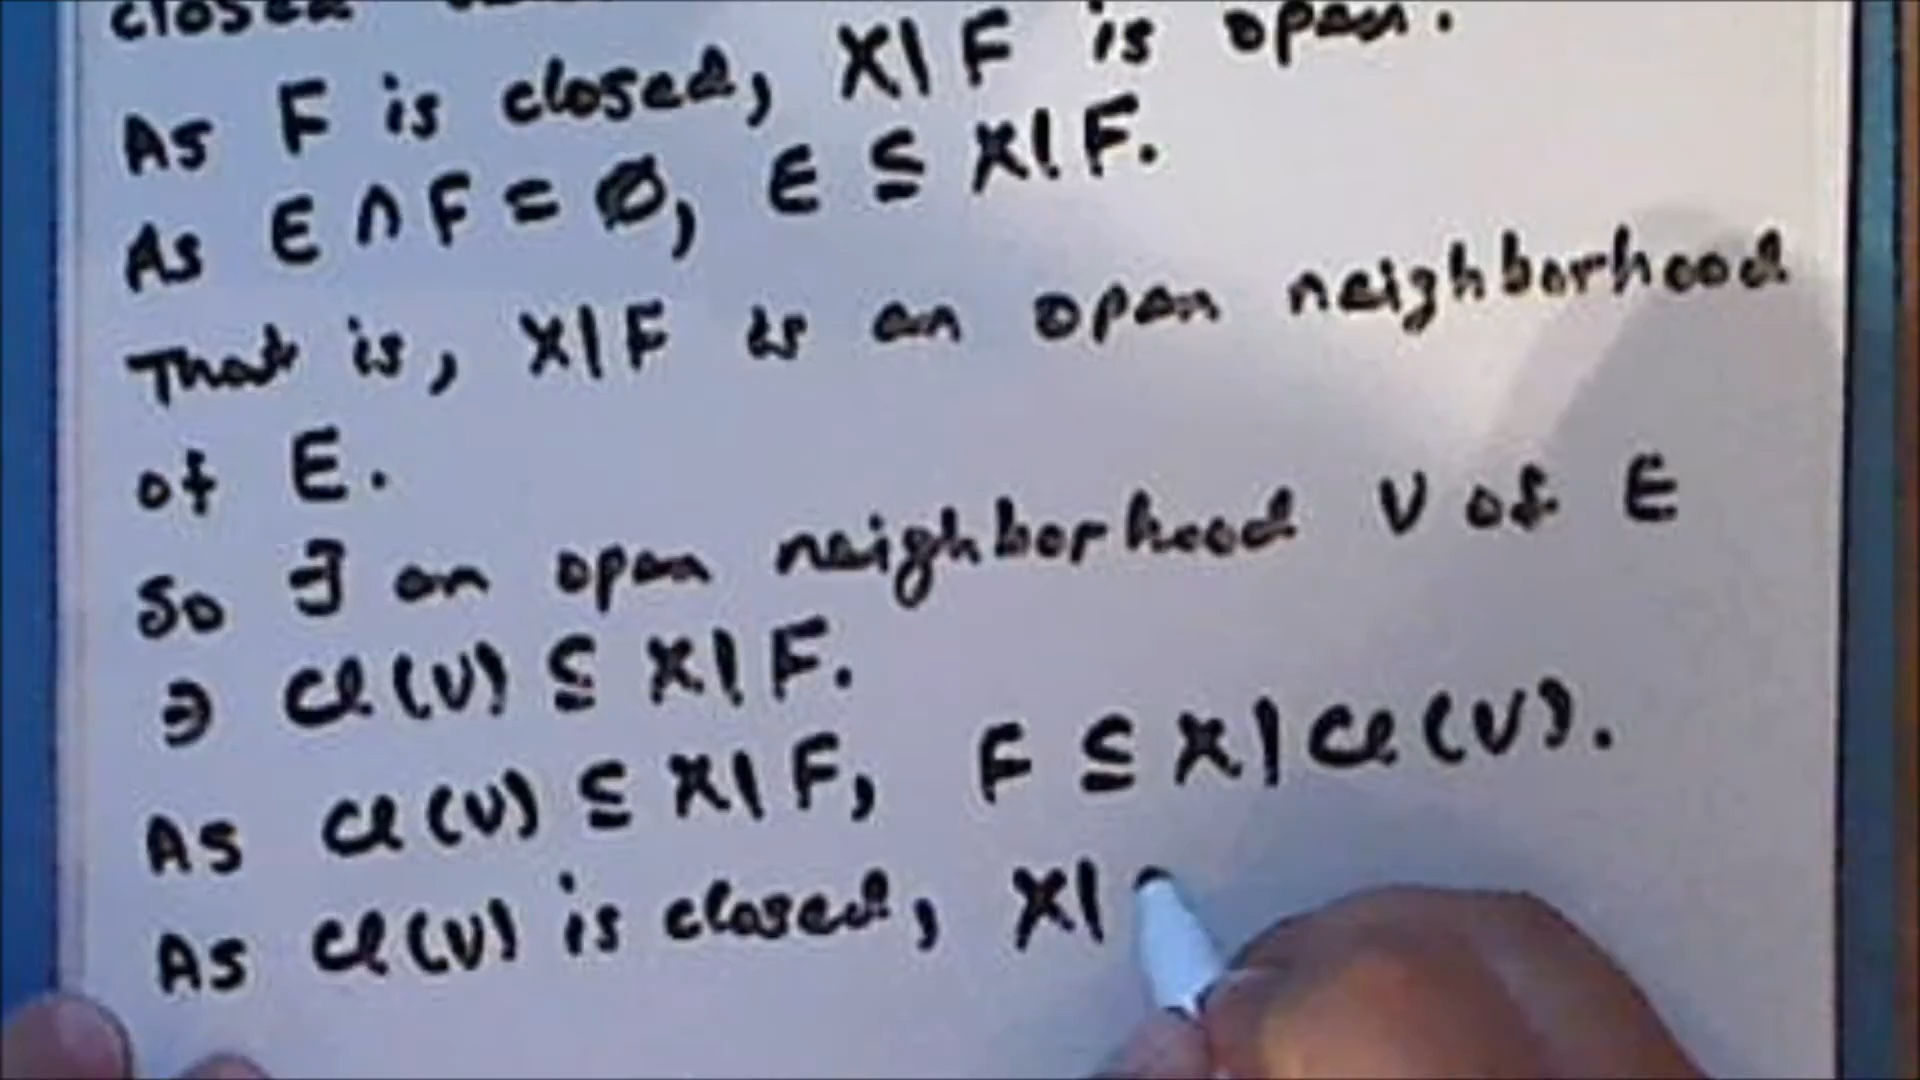 closed
As F is closed, X\F is open.
As E ∩ F = Ø, E ⊆ X\F.
That is, X\F is an open neighborhood
of E.
So ∃ an open neighborhood V of E
∋ Cl(V) ⊆ X\F.
As Cl(V) ⊆ X\F, F ⊆ X\Cl(V).
As Cl(V) is closed, X\